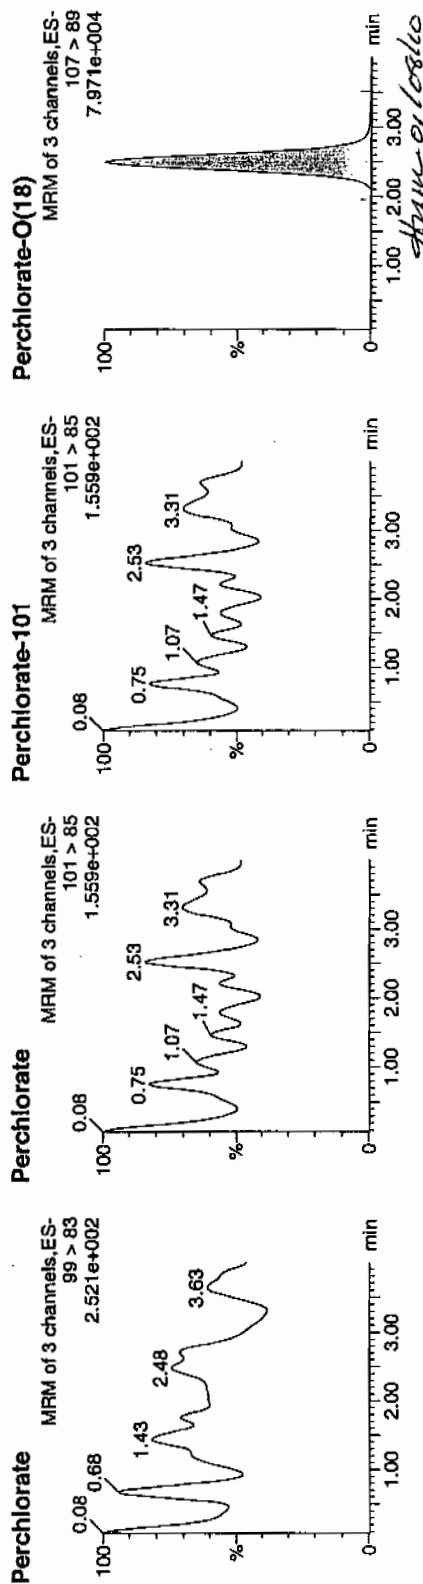 Perchlorate
MRM of 3 channels,ES-
99 > 83
2.521e+002
100
0.08
0.68
1.43
2.48
3.63
%
0
1.00
2.00
3.00
min
Perchlorate
MRM of 3 channels,ES-
101 > 85
1.559e+002
100
0.08
0.75
1.07
1.47
2.53
3.31
%
0
1.00
2.00
3.00
min
Perchlorate-101
MRM of 3 channels,ES-
101 > 85
1.559e+002
100
0.08
0.75
1.07
1.47
2.53
3.31
%
0
1.00
2.00
3.00
min
Perchlorate-O(18)
MRM of 3 channels,ES-
107 > 89
7.971e+004
100
%
0
1.00
2.00
3.00
min
01/08/10